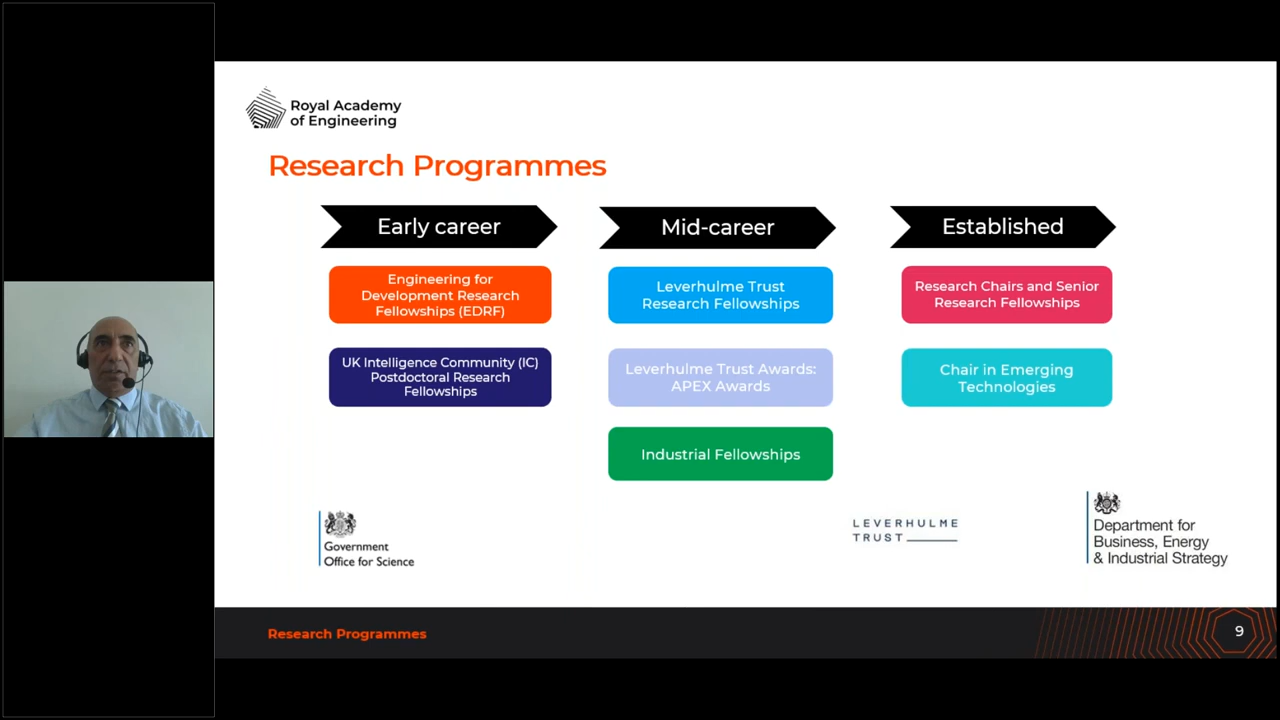 Royal Academy
of Engineering
Research Programmes
Early career
Mid-career
Established
Engineering for
Development Research
Fellowships (EDRF)
Leverhulme Trust
Research Fellowships
Research Chairs and Senior
Research Fellowships
UK Intelligence Community (IC)
Postdoctoral Research
Fellowships
Leverhulme Trust Awards:
APEX Awards
Chair in Emerging
Technologies
Industrial Fellowships
Government
Office for Science
LEVERHULME
TRUST
Department for
Business, Energy
& Industrial Strategy
Research Programmes
9